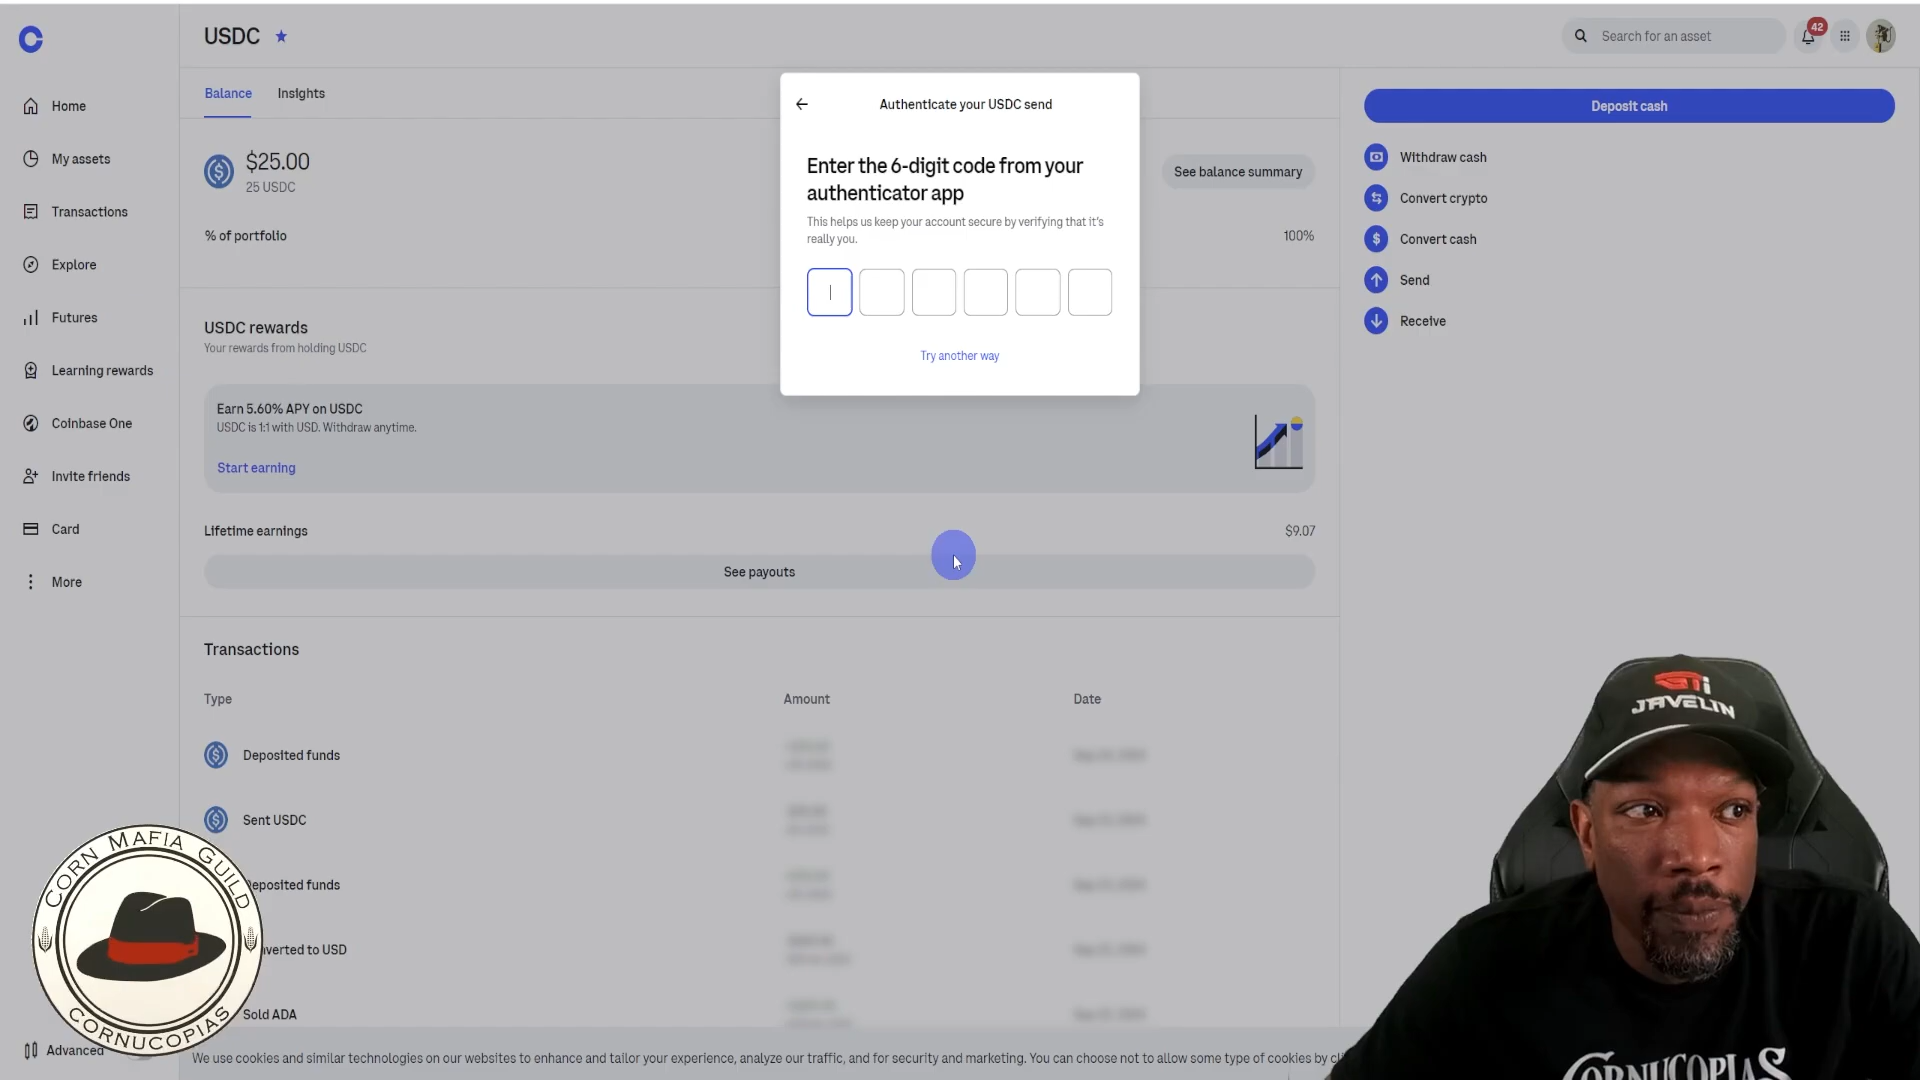 USDC
Search for an asset
42
Home
My assets
Transactions
Explore
Futures
Learning rewards
Coinbase One
Invite friends
Card
More
Advanced
Balance
Insights
$25.00
25 USDC
See balance summary
% of portfolio
100%
USDC rewards
Your rewards from holding USDC
Earn 5.60% APY on USDC
USDC is 1:1 with USD. Withdraw anytime.
Start earning
Lifetime earnings
$9.07
See payouts
Transactions
Type
Amount
Date
Deposited funds
Sent USDC
eposited funds
verted to USD
Sold ADA
We use cookies and similar technologies on our websites to enhance and tailor your experience, analyze our traffic, and for security and marketing. You can choose not to allow some type of cookies by cl
Authenticate your USDC send
Enter the 6-digit code from your
authenticator app
This helps us keep your account secure by verifying that it's
really you.
Try another way
Deposit cash
Withdraw cash
Convert crypto
Convert cash
Send
Receive
CORN MAFIA GUILD
CORNUCOPIAS
GTi
JAVELIN
CORNUCOPIAS